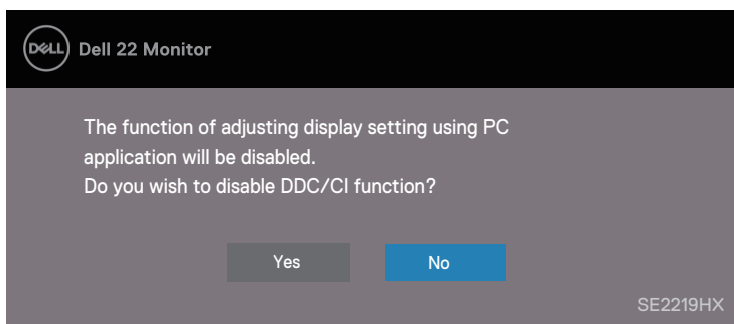 DELL Dell 22 Monitor
The function of adjusting display setting using PC
application will be disabled.
Do you wish to disable DDC/CI function?
Yes No
SE2219HX